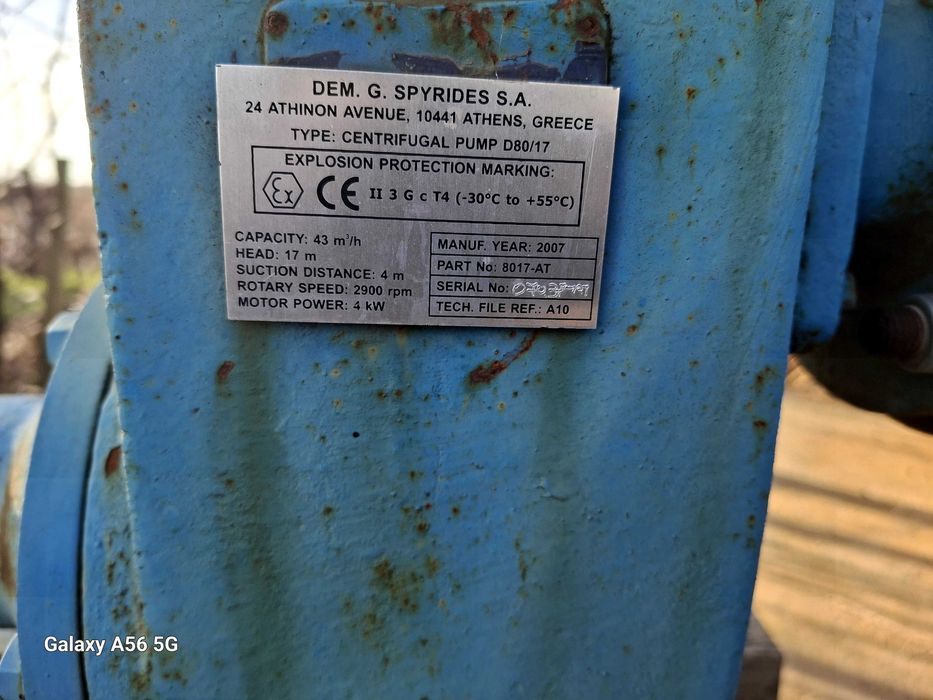 DEM. G. SPYRIDES S.A.
24 ATHINON AVENUE, 10441 ATHENS, GREECE
TYPE: CENTRIFUGAL PUMP D80/17
EXPLOSION PROTECTION MARKING:
Ex CE II 3 G c T4 (-30°C to +55°C)
CAPACITY: 43 m³/h
HEAD: 17 m
SUCTION DISTANCE: 4 m
ROTARY SPEED: 2900 rpm
MOTOR POWER: 4 kW
MANUF. YEAR: 2007
PART No: 8017-AT
SERIAL No:
TECH. FILE REF.: A10
Galaxy A56 5G